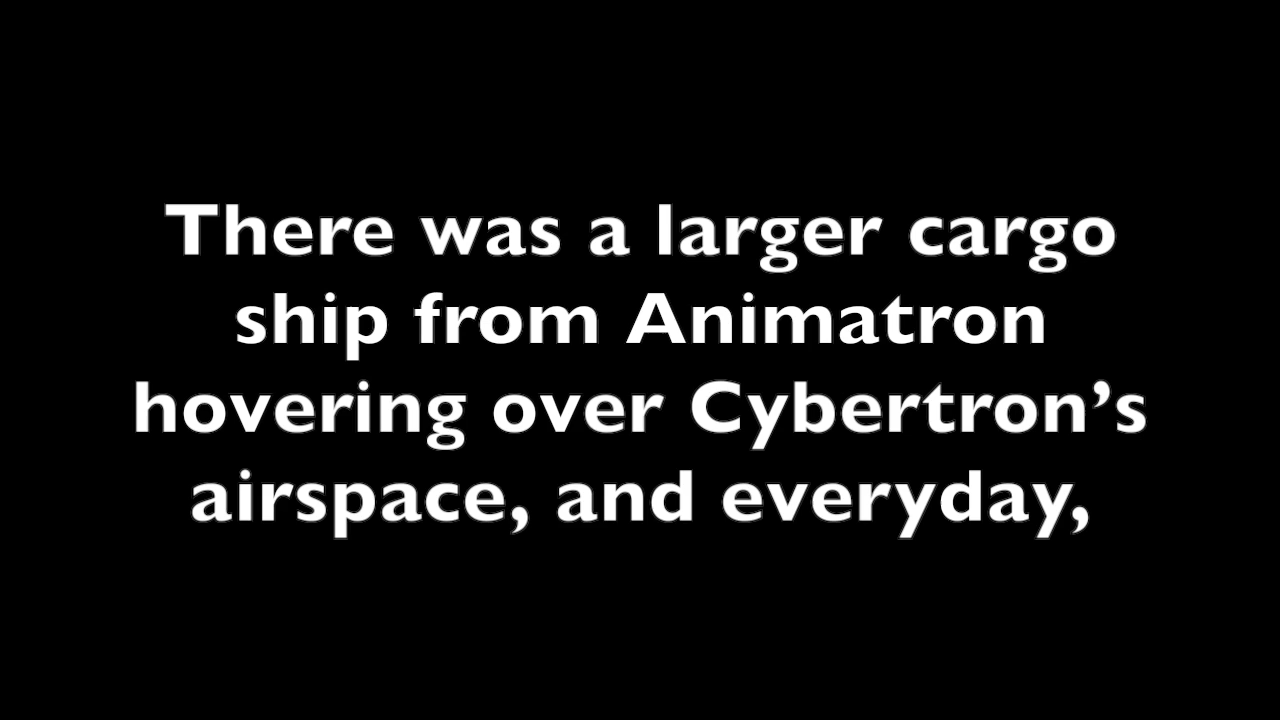 There was a larger cargo
ship from Animatron
hovering over Cybertron’s
airspace, and everyday,